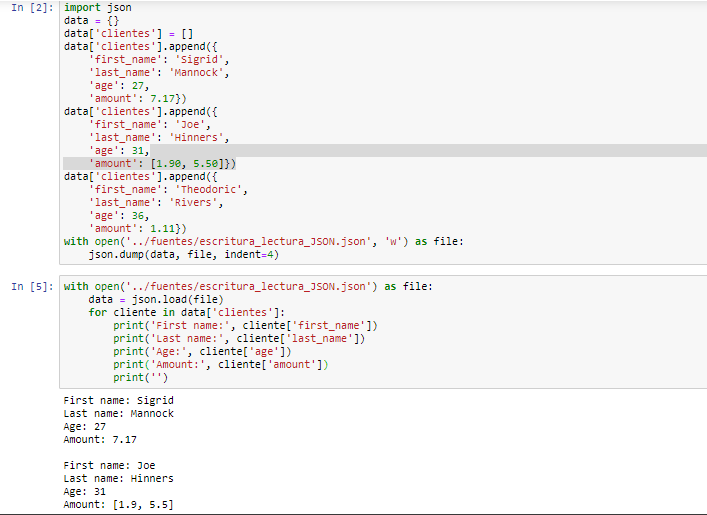 In [2]: import json
data = {}
data['clientes'] = []
data['clientes'].append({
    'first_name': 'Sigrid',
    'last_name': 'Mannock',
    'age': 27,
    'amount': 7.17})
data['clientes'].append({
    'first_name': 'Joe',
    'last_name': 'Hinners',
    'age': 31,
    'amount': [1.90, 5.50]})
data['clientes'].append({
    'first_name': 'Theodoric',
    'last_name': 'Rivers',
    'age': 36,
    'amount': 1.11})
with open('../fuentes/escritura_lectura_JSON.json', 'w') as file:
    json.dump(data, file, indent=4)
In [5]: with open('../fuentes/escritura_lectura_JSON.json') as file:
    data = json.load(file)
    for cliente in data['clientes']:
        print('First name:', cliente['first_name'])
        print('Last name:', cliente['last_name'])
        print('Age:', cliente['age'])
        print('Amount:', cliente['amount'])
        print('')
First name: Sigrid
Last name: Mannock
Age: 27
Amount: 7.17
First name: Joe
Last name: Hinners
Age: 31
Amount: [1.9, 5.5]